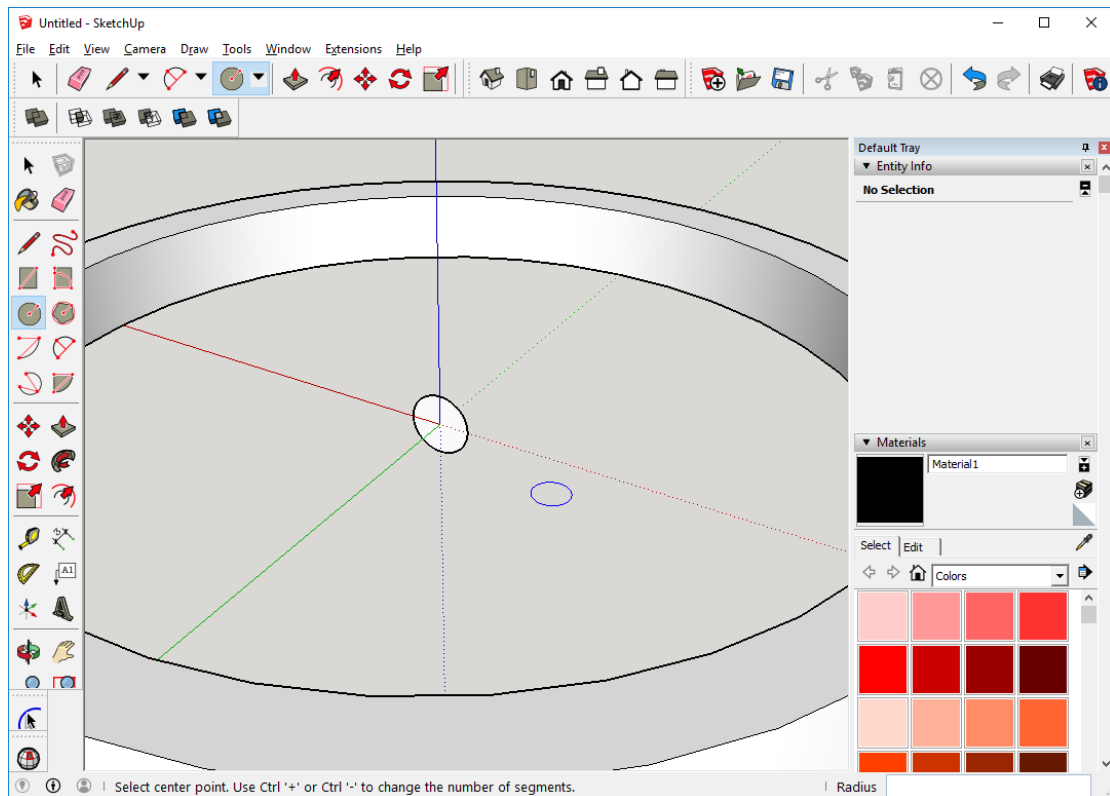 Untitled - SketchUp
File Edit View Camera Draw Tools Window Extensions Help
Default Tray
Entity Info
No Selection
Materials
Material1
Select Edit
Colors
A1
Select center point. Use Ctrl '+' or Ctrl '-' to change the number of segments.
Radius